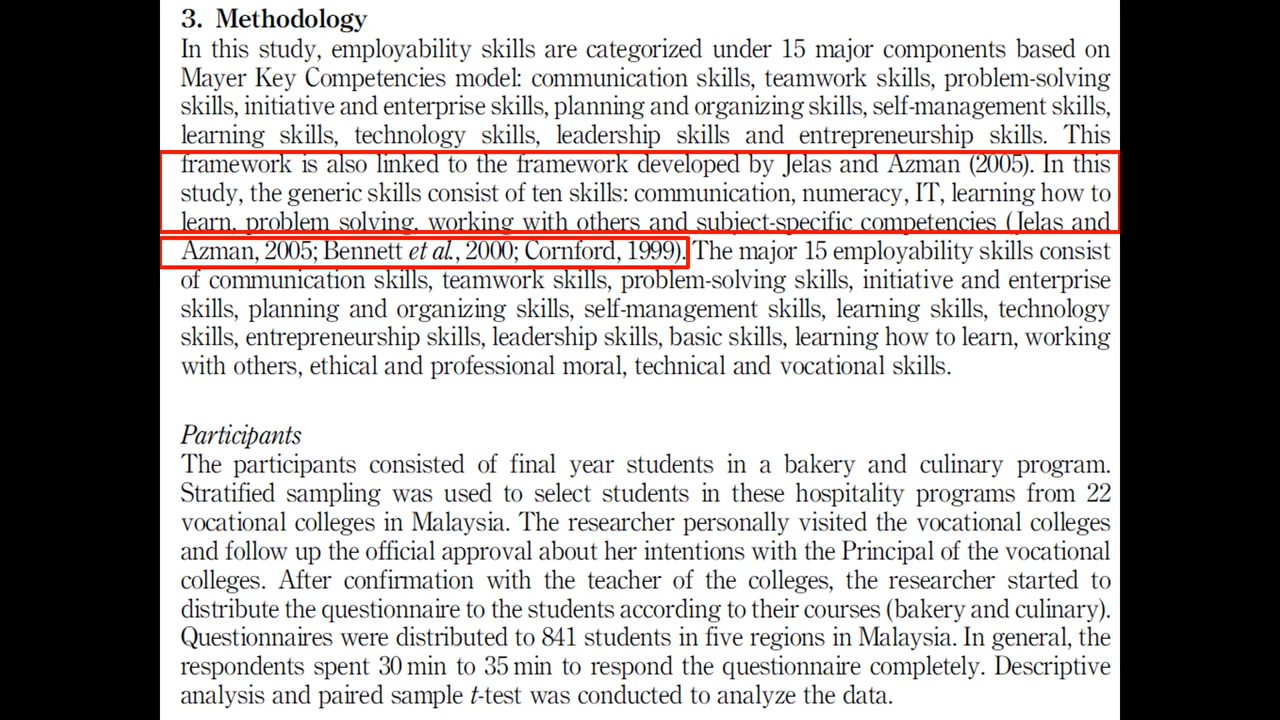 3. Methodology
In this study, employability skills are categorized under 15 major components based on
Mayer Key Competencies model: communication skills, teamwork skills, problem-solving
skills, initiative and enterprise skills, planning and organizing skills, self-management skills,
learning skills, technology skills, leadership skills and entrepreneurship skills. This
framework is also linked to the framework developed by Jelas and Azman (2005). In this
study, the generic skills consist of ten skills: communication, numeracy, IT, learning how to
learn, problem solving, working with others and subject-specific competencies (Jelas and
Azman, 2005; Bennett et al., 2000; Cornford, 1999). The major 15 employability skills consist
of communication skills, teamwork skills, problem-solving skills, initiative and enterprise
skills, planning and organizing skills, self-management skills, learning skills, technology
skills, entrepreneurship skills, leadership skills, basic skills, learning how to learn, working
with others, ethical and professional moral, technical and vocational skills.
Participants
The participants consisted of final year students in a bakery and culinary program.
Stratified sampling was used to select students in these hospitality programs from 22
vocational colleges in Malaysia. The researcher personally visited the vocational colleges
and follow up the official approval about her intentions with the Principal of the vocational
colleges. After confirmation with the teacher of the colleges, the researcher started to
distribute the questionnaire to the students according to their courses (bakery and culinary).
Questionnaires were distributed to 841 students in five regions in Malaysia. In general, the
respondents spent 30 min to 35 min to respond the questionnaire completely. Descriptive
analysis and paired sample t-test was conducted to analyze the data.